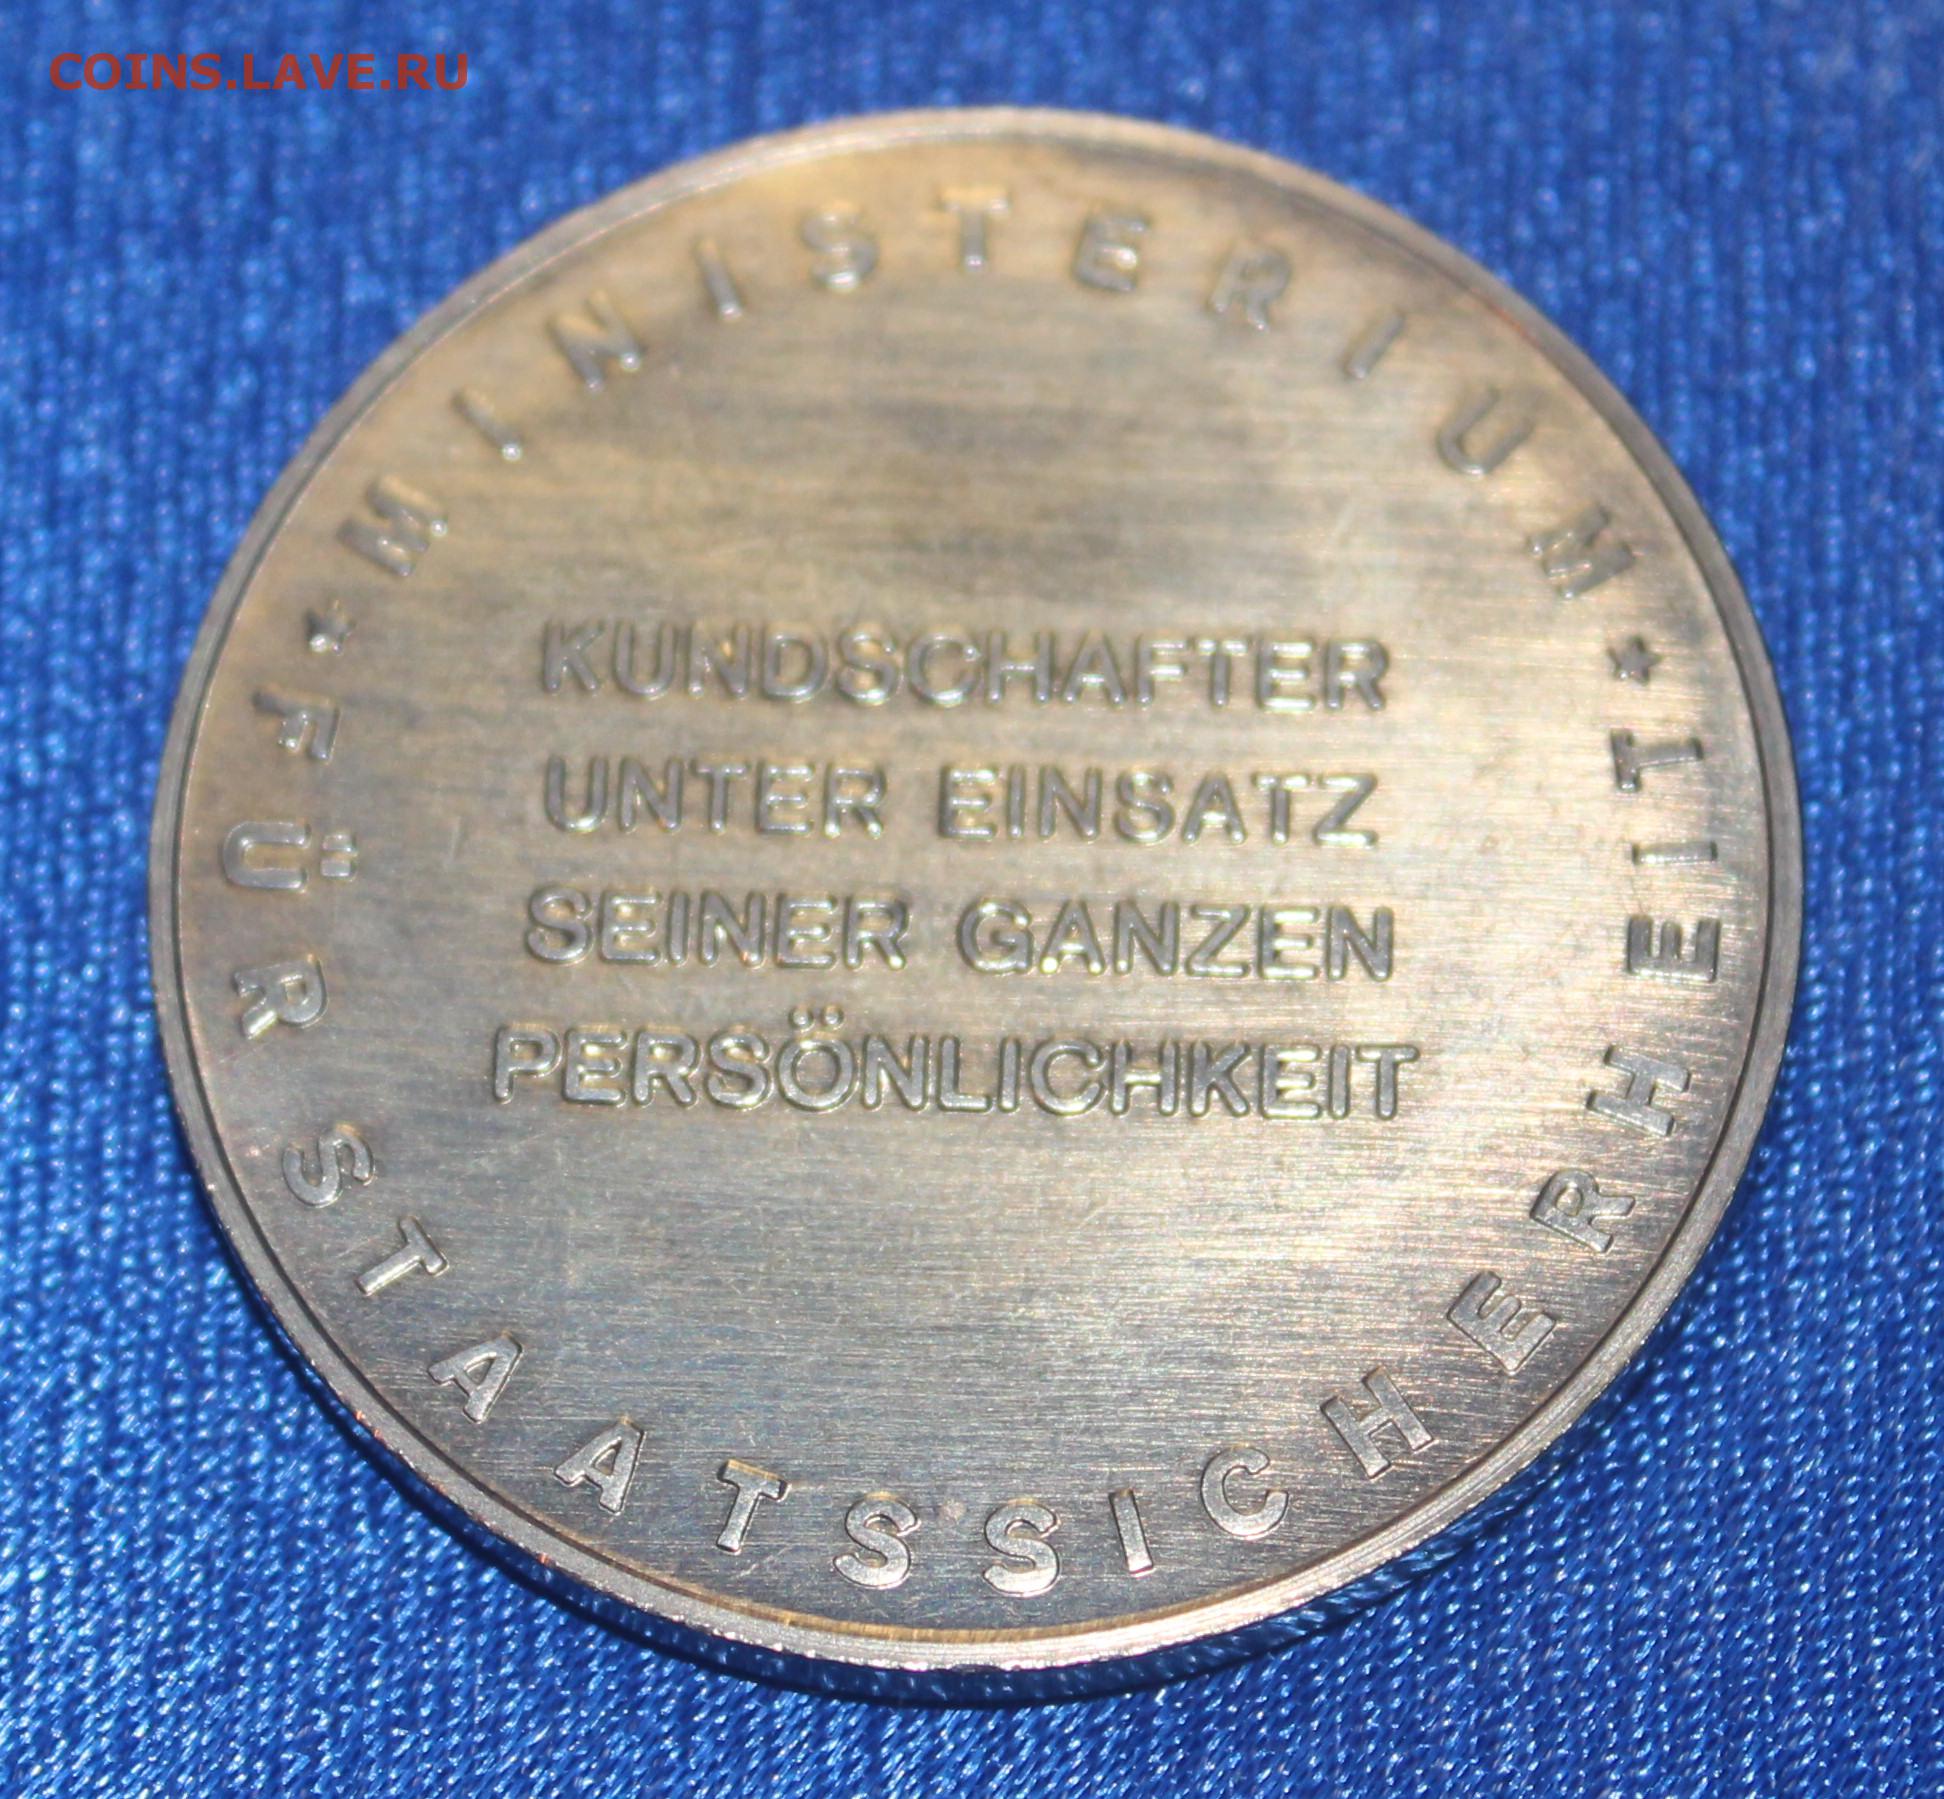 COINS.LAVE.RU
MINISTERIUM
KUNDSCHAFTER
UNTER EINSATZ
SEINER GANZEN
PERSÖNLICHKEIT
* FÜR STAATSSICHERHEIT *